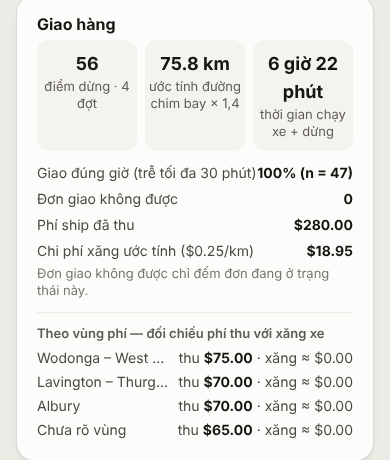 Giao hàng
56
điểm dừng · 4
đợt
75.8 km
ước tính đường
chim bay × 1,4
6 giờ 22
phút
thời gian chạy
xe + dừng
Giao đúng giờ (trễ tối đa 30 phút) 100% (n = 47)
Đơn giao không được 0
Phí ship đã thu $280.00
Chi phí xăng ước tính ($0.25/km) $18.95
Đơn giao không được chỉ đếm đơn đang ở trạng
thái này.
Theo vùng phí — đối chiếu phí thu với xăng xe
Wodonga – West ... thu $75.00 · xăng ≈ $0.00
Lavington – Thurg... thu $70.00 · xăng ≈ $0.00
Albury thu $70.00 · xăng ≈ $0.00
Chưa rõ vùng thu $65.00 · xăng ≈ $0.00